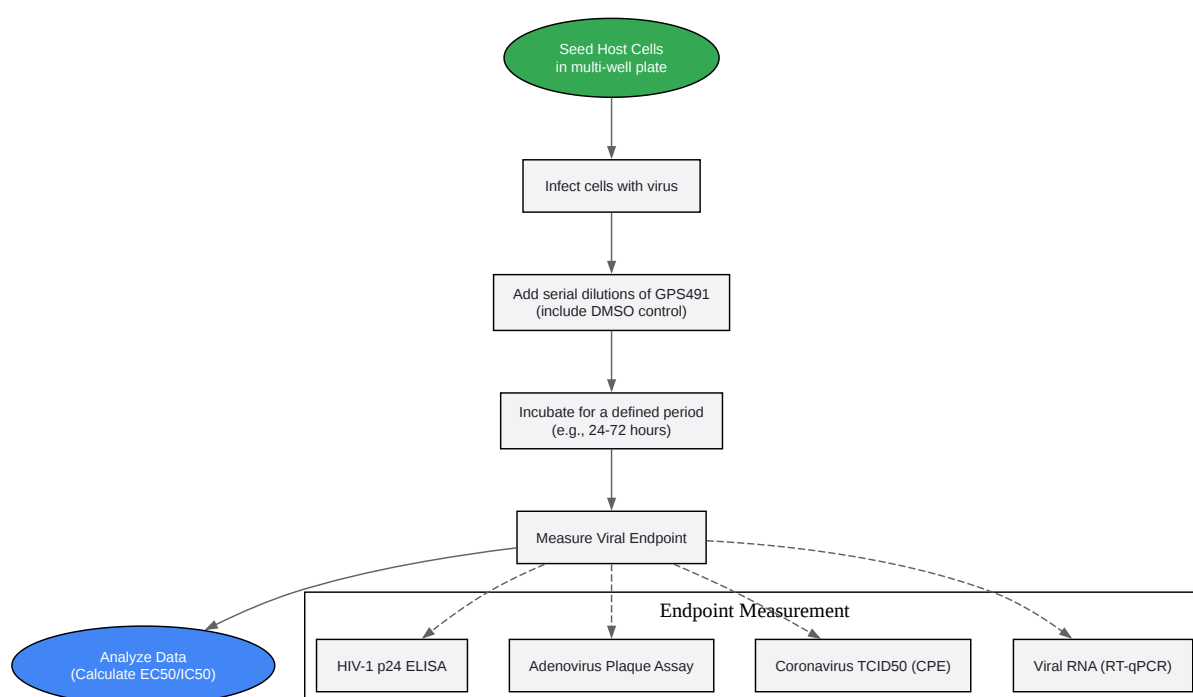 Seed Host Cells
in multi-well plate
Infect cells with virus
Add serial dilutions of GPS491
(include DMSO control)
Incubate for a defined period
(e.g., 24-72 hours)
Measure Viral Endpoint
Endpoint Measurement
Analyze Data
(Calculate EC50/IC50)
HIV-1 p24 ELISA
Adenovirus Plaque Assay
Coronavirus TCID50 (CPE)
Viral RNA (RT-qPCR)